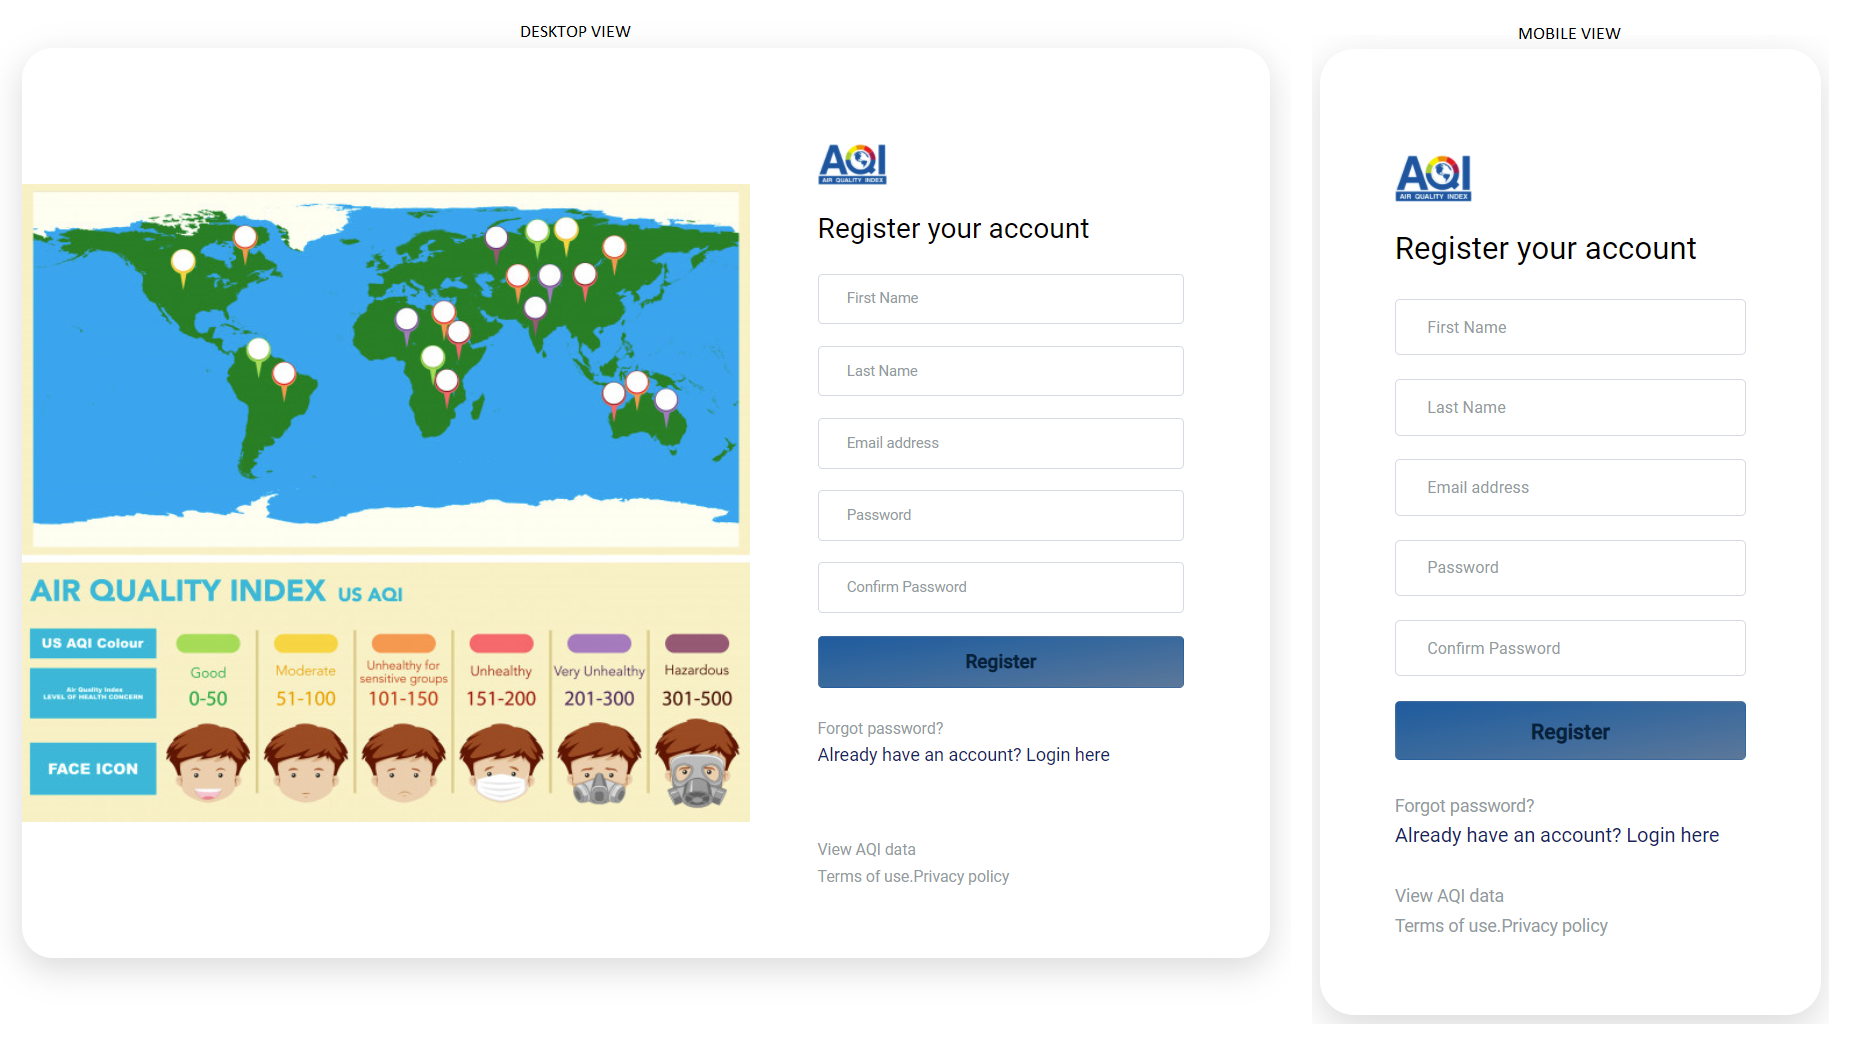 DESKTOP VIEW
AIR QUALITY INDEX US AQI
US AQI Colour
Air Quality Index
LEVEL OF HEALTH CONCERN
FACE ICON
Good
0-50
Moderate
51-100
Unhealthy for
sensitive groups
101-150
Unhealthy
151-200
Very Unhealthy
201-300
Hazardous
301-500
AQI
AIR QUALITY INDEX
Register your account
First Name
Last Name
Email address
Password
Confirm Password
Register
Forgot password?
Already have an account? Login here
View AQI data
Terms of use.Privacy policy
MOBILE VIEW
AQI
AIR QUALITY INDEX
Register your account
First Name
Last Name
Email address
Password
Confirm Password
Register
Forgot password?
Already have an account? Login here
View AQI data
Terms of use.Privacy policy